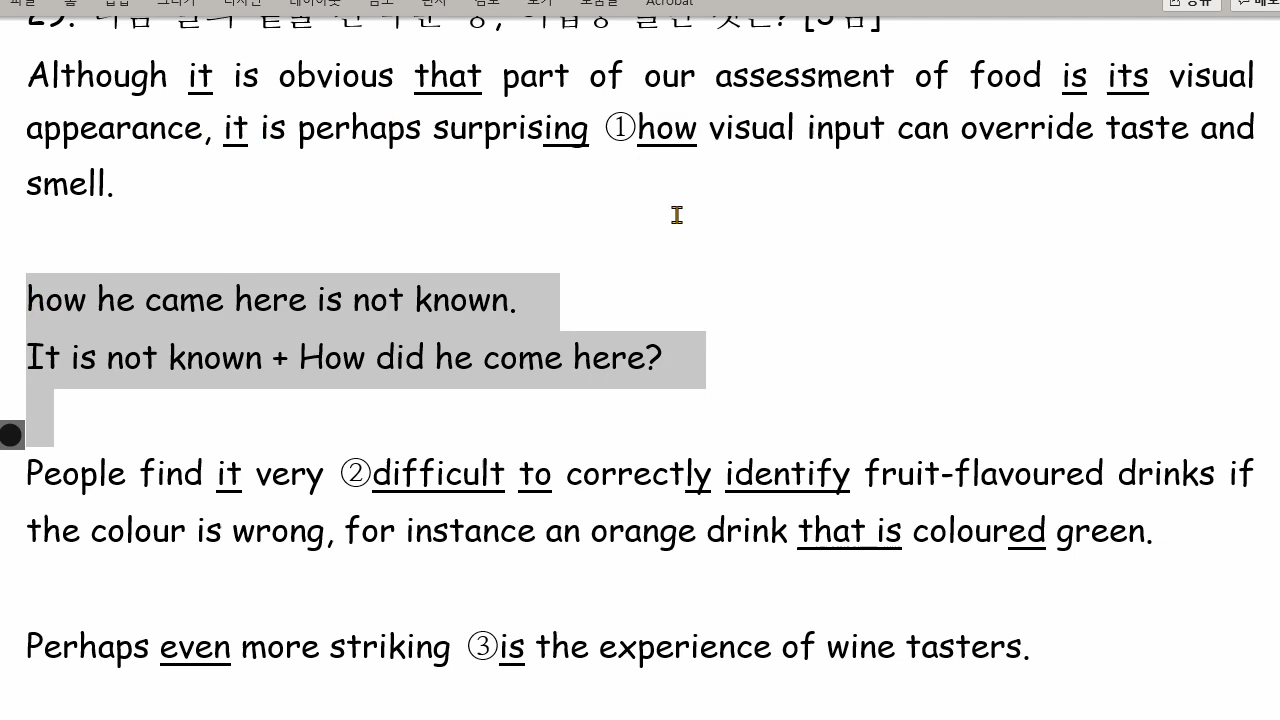 Acrobat
Although it is obvious that part of our assessment of food is its visual
appearance, it is perhaps surprising ①how visual input can override taste and
smell.
how he came here is not known.
It is not known + How did he come here?
People find it very ②difficult to correctly identify fruit-flavoured drinks if
the colour is wrong, for instance an orange drink that is coloured green.
Perhaps even more striking ③is the experience of wine tasters.